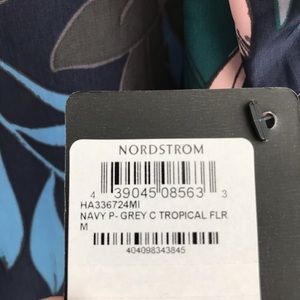 NORDSTROM
4 39045 08563 3
HA336724MI
NAVY P- GREY C TROPICAL FLR
M
404098343845